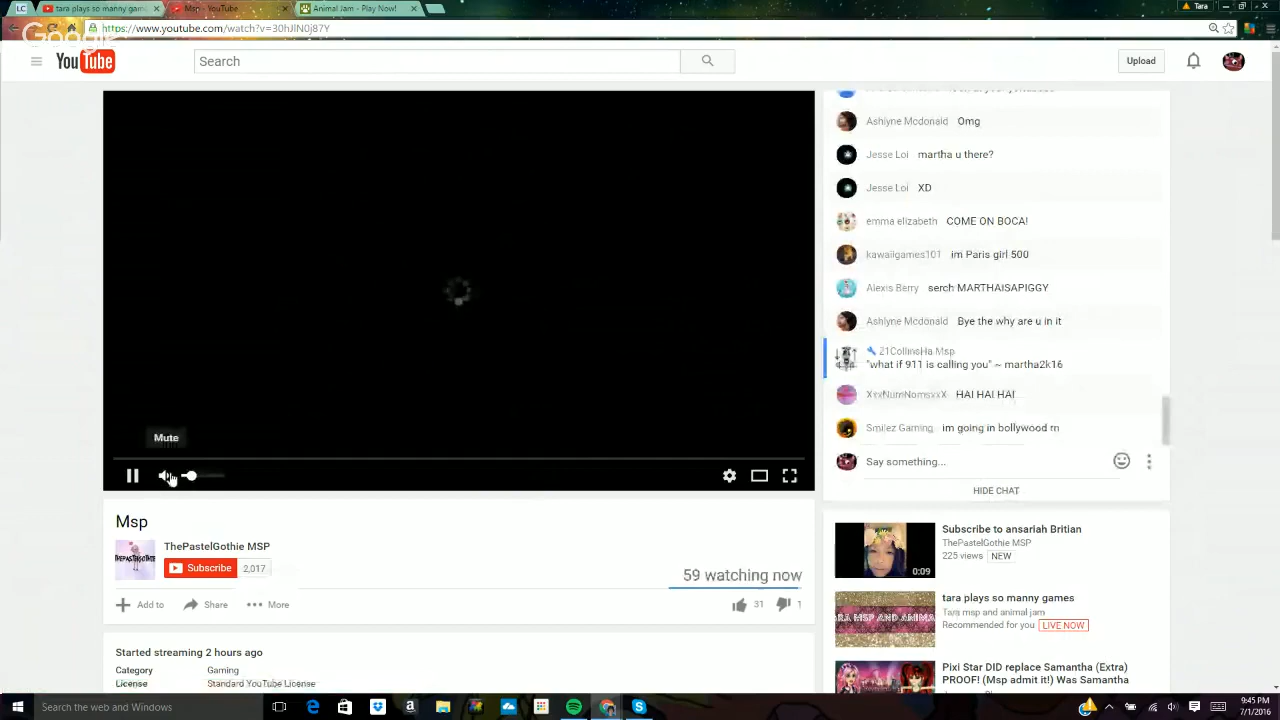 LC
tara plays so manny game
Msp - YouTube
Animal Jam - Play Now!
Tara
https://www.youtube.com/watch?v=30hJlN0j87Y
Google
YouTube
Search
Upload
Ashlyne Mcdonald Omg
Jesse Loi martha u there?
Jesse Loi XD
emma elizabeth COME ON BOCA!
kawaiigames101 im Paris girl 500
Alexis Berry serch MARTHAISAPIGGY
Ashlyne Mcdonald Bye the why are u in it
21CollinsHa Msp
"what if 911 is calling you" ~ martha2k16
XxNumNomsxxX HAI HAI HAI
Smilez Gaming im going in bollywood rn
Say something...
HIDE CHAT
Mute
Msp
ThePastelGothie MSP
Subscribe 2,017
59 watching now
Add to Share More
31 1
Started streaming 2 hours ago
Category Gaming
License Standard YouTube License
Subscribe to ansariah Britian
ThePastelGothie MSP
225 views NEW
0:09
tara plays so manny games
Tara msp and animal jam
Recommended for you LIVE NOW
Pixi Star DID replace Samantha (Extra)
PROOF! (Msp admit it!) Was Samantha
Search the web and Windows
9:45 PM
7/1/2016